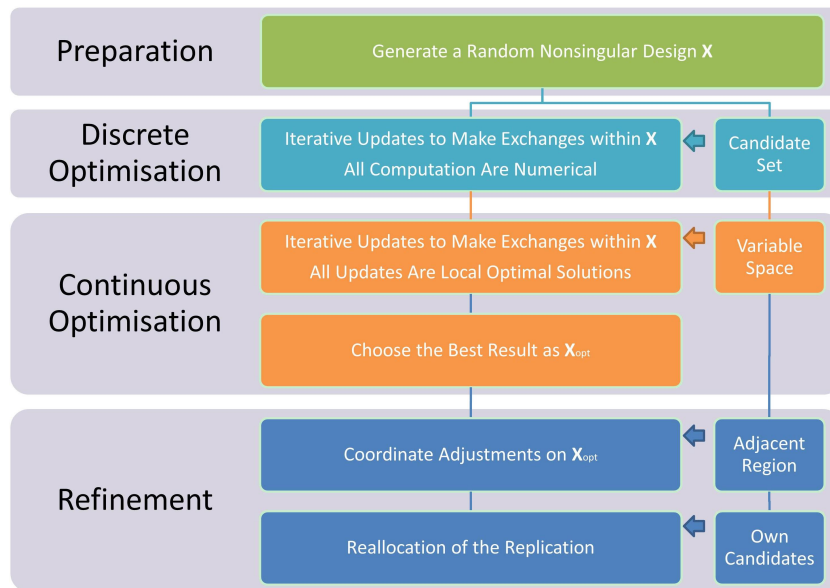 Preparation
Generate a Random Nonsingular Design X
Discrete
Optimisation
Iterative Updates to Make Exchanges within X
All Computation Are Numerical
Candidate
Set
Continuous
Optimisation
Iterative Updates to Make Exchanges within X
All Updates Are Local Optimal Solutions
Variable
Space
Choose the Best Result as Xopt
Refinement
Coordinate Adjustments on Xopt
Adjacent
Region
Reallocation of the Replication
Own
Candidates